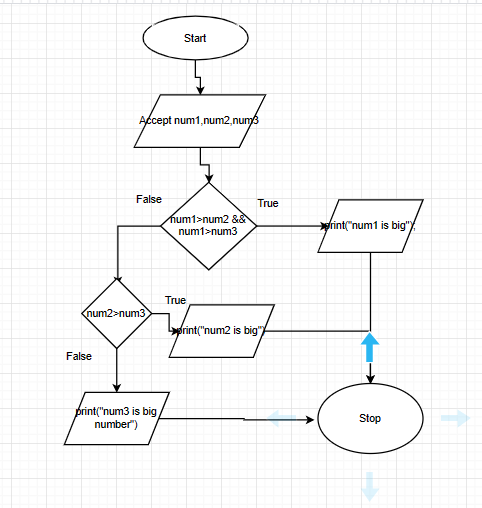 Start
Accept num1,num2,num3
False
True
num1>num2 &&
num1>num3
print("num1 is big");
num2>num3
True
print("num2 is big")
False
print("num3 is big
number")
Stop